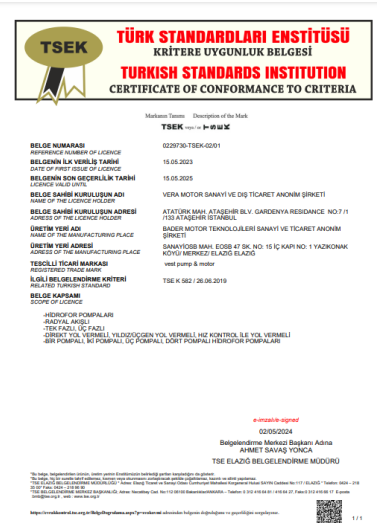 TSEK
TÜRK STANDARDLARI ENSTİTÜSÜ
KRİTERE UYGUNLUK BELGESİ
TURKISH STANDARDS INSTITUTION
CERTIFICATE OF CONFORMANCE TO CRITERIA
Markanın Tanımı Description of the Mark
TSEK veya / or TSEK
BELGE NUMARASI 0229730-TSEK-02/01
REFERENCE NUMBER OF LICENCE
BELGENİN İLK VERİLİŞ TARİHİ 15.05.2023
DATE OF FIRST ISSUE OF LICENCE
BELGENİN SON GEÇERLİLİK TARİHİ 15.05.2025
LICENCE VALID UNTIL
BELGE SAHİBİ KURULUŞUN ADI VERA MOTOR SANAYİ VE DIŞ TİCARET ANONİM ŞİRKETİ
NAME OF THE LICENCE HOLDER
BELGE SAHİBİ KURULUŞUN ADRESİ ATATÜRK MAH. ATAŞEHİR BLV. GARDENYA RESIDANCE NO:7 /1
ADRESS OF THE LICENCE HOLDER /133 ATAŞEHİR İSTANBUL
ÜRETİM YERİ ADI BADER MOTOR TEKNOLOJİLERİ SANAYİ VE TİCARET ANONİM
NAME OF THE MANUFACTURING PLACE ŞİRKETİ
ÜRETİM YERİ ADRESİ SANAYİOSB MAH. EOSB 47 SK. NO: 15 İÇ KAPI NO: 1 YAZIKONAK
ADRESS OF THE MANUFACTURING PLACE KÖYÜ/ MERKEZ/ ELAZIĞ ELAZIĞ
TESCİLLİ TİCARİ MARKASI vest pump & motor
REGISTERED TRADE MARK
İLGİLİ BELGELENDİRME KRİTERİ TSE K 582 / 26.06.2019
RELATED TURKISH STANDARD
BELGE KAPSAMI
SCOPE OF LICENCE
-HİDROFOR POMPALARI
-RADYAL AKIŞLI
-TEK FAZLI, ÜÇ FAZLI
-DİREKT YOL VERMELİ, YILDIZ/ÜÇGEN YOL VERMELİ, HIZ KONTROL İLE YOL VERMELİ
-BİR POMPALI, İKİ POMPALI, ÜÇ POMPALI, DÖRT POMPALI HİDROFOR POMPALARI
e-imzalı/e-signed
02/05/2024
Belgelendirme Merkezi Başkanı Adına
AHMET SAVAŞ YONCA
TSE ELAZIĞ BELGELENDİRME MÜDÜRÜ
1 / 1